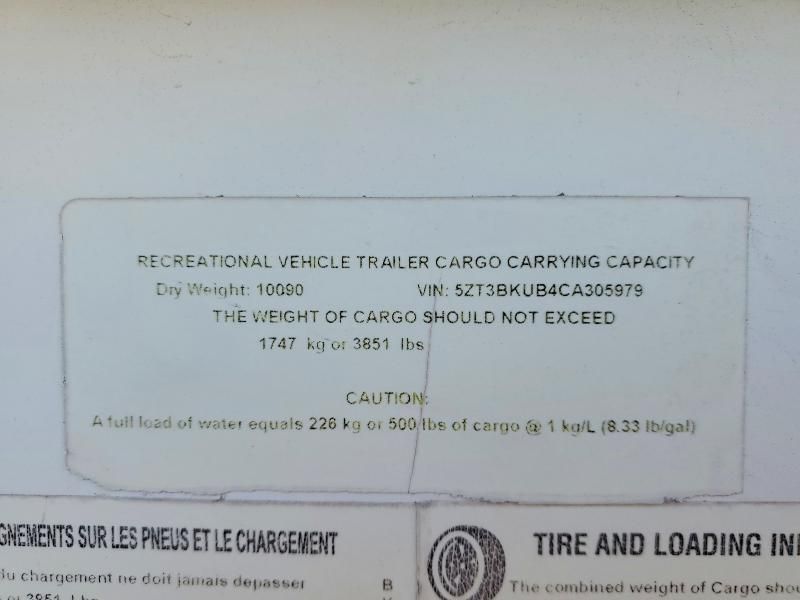 RECREATIONAL VEHICLE TRAILER CARGO CARRYING CAPACITY
Dry Weight: 10090 VIN: 5ZT3BKUB4CA305979
THE WEIGHT OF CARGO SHOULD NOT EXCEED
1747 kg or 3851 lbs
CAUTION:
A full load of water equals 226 kg or 500 lbs of cargo @ 1 kg/L (8.33 lb/gal)
SUR LES PNEUS ET LE CHARGEMENT
du chargement ne doit jamais depasser B
or 3851 Lbs
TIRE AND LOADING
The combined weight of Cargo